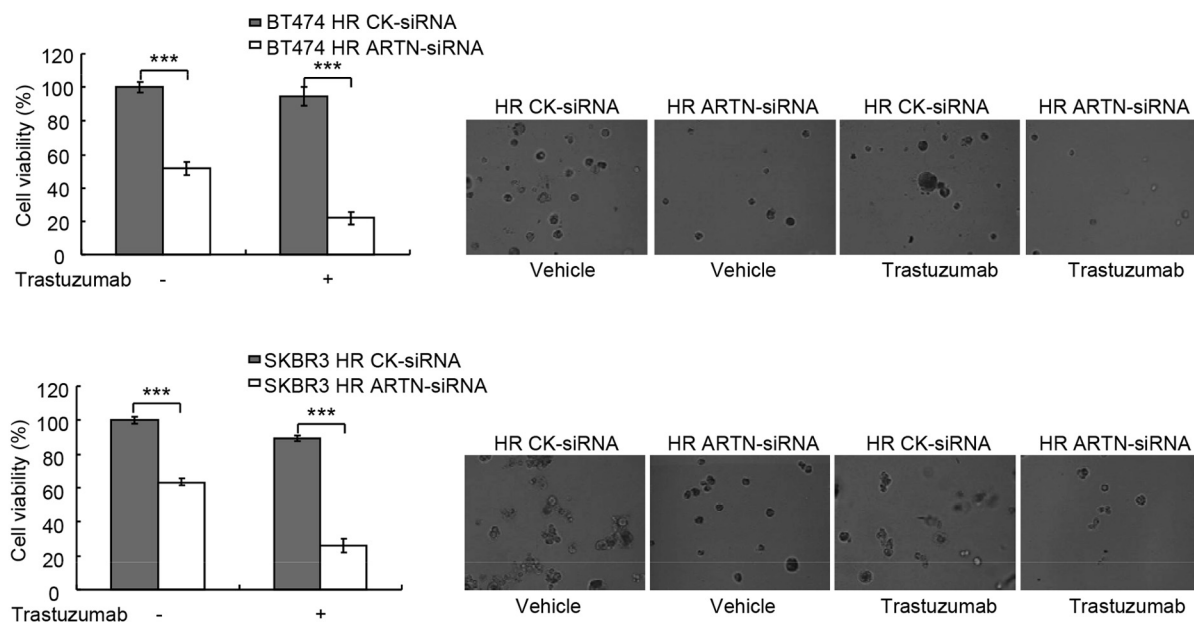 BT474 HR CK-siRNA
BT474 HR ARTN-siRNA
Cell viability (%)
120
100
80
60
40
20
0
***
***
Trastuzumab - +
HR CK-siRNA HR ARTN-siRNA HR CK-siRNA HR ARTN-siRNA
Vehicle Vehicle Trastuzumab Trastuzumab
SKBR3 HR CK-siRNA
SKBR3 HR ARTN-siRNA
Cell viability (%)
120
100
80
60
40
20
0
***
***
Trastuzumab - +
HR CK-siRNA HR ARTN-siRNA HR CK-siRNA HR ARTN-siRNA
Vehicle Vehicle Trastuzumab Trastuzumab